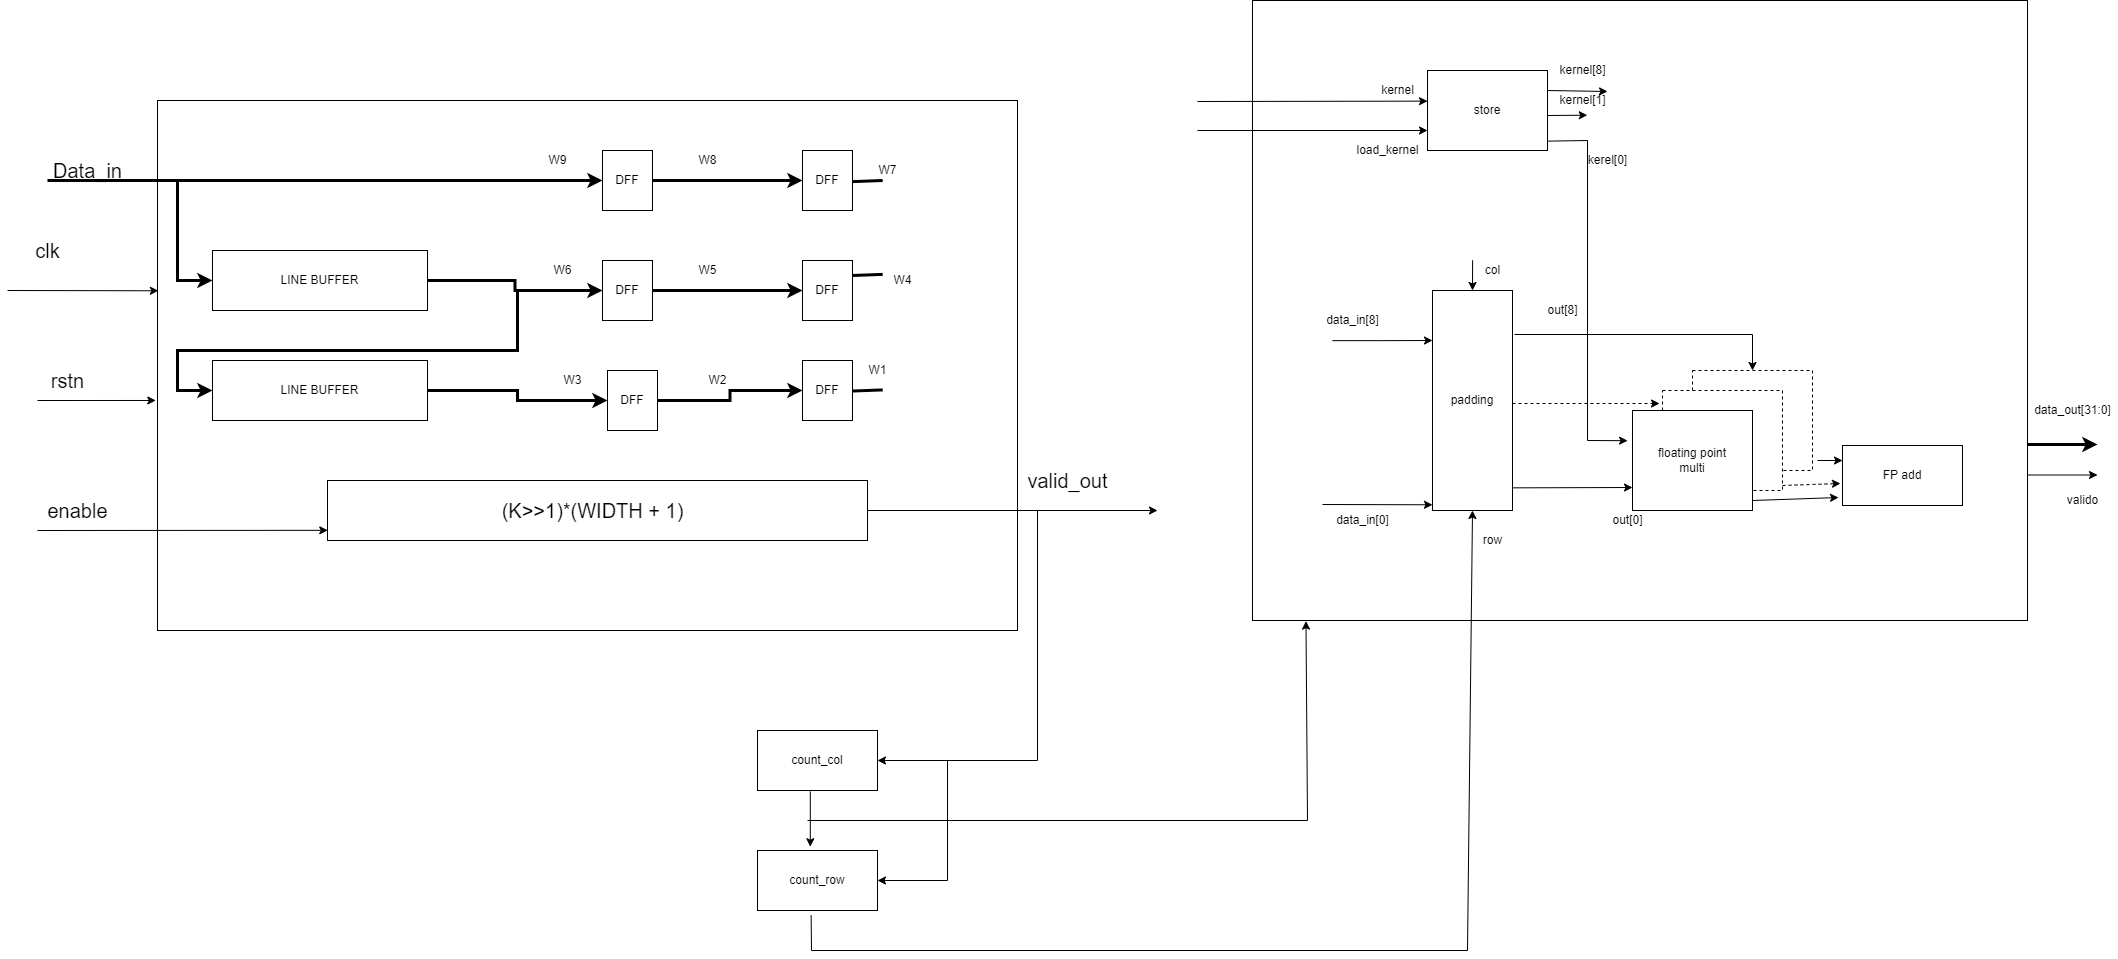 Data_in
clk
rstn
enable
W9
DFF
W8
DFF
W7
LINE BUFFER
W6
DFF
W5
DFF
W4
LINE BUFFER
W3
DFF
W2
DFF
W1
(K>>1)*(WIDTH + 1)
valid_out
count_col
count_row
kernel
load_kernel
store
kernel[8]
kernel[1]
kerel[0]
col
data_in[8]
padding
data_in[0]
row
out[8]
floating point
multi
out[0]
FP add
data_out[31:0]
valido